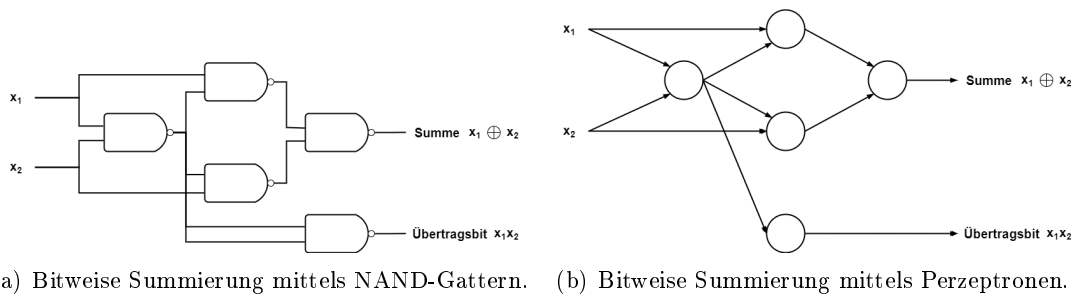 x₁
x₂
Summe x₁ ⊕ x₂
Übertragsbit x₁x₂
a) Bitweise Summierung mittels NAND-Gattern.
x₁
x₂
Summe x₁ ⊕ x₂
Übertragsbit x₁x₂
(b) Bitweise Summierung mittels Perzeptronen.